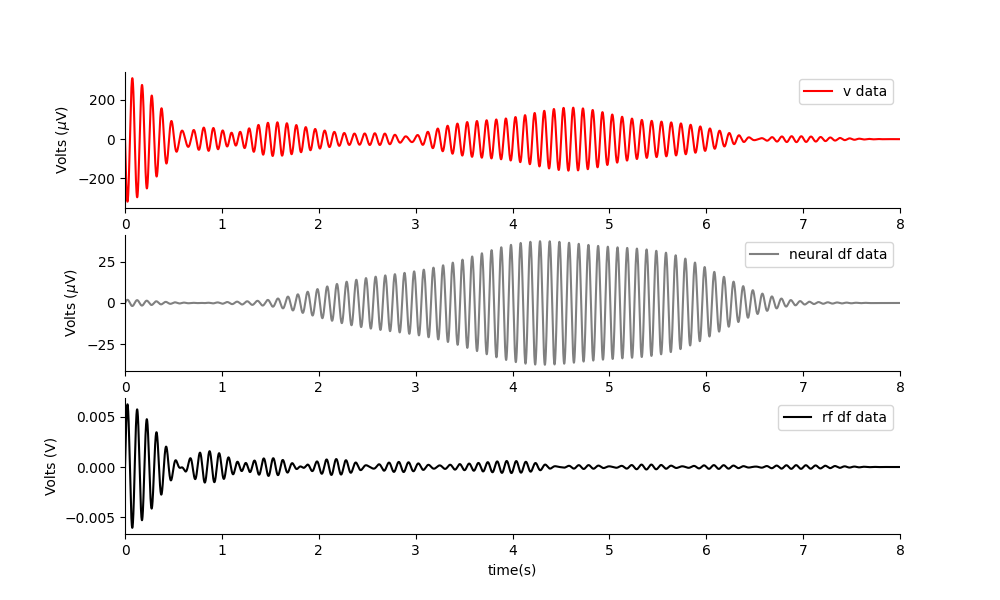 Volts (μV)
200
0
−200
v data
0 1 2 3 4 5 6 7 8
Volts (μV)
25
0
−25
neural df data
0 1 2 3 4 5 6 7 8
Volts (V)
0.005
0.000
−0.005
rf df data
0 1 2 3 4 5 6 7 8
time(s)